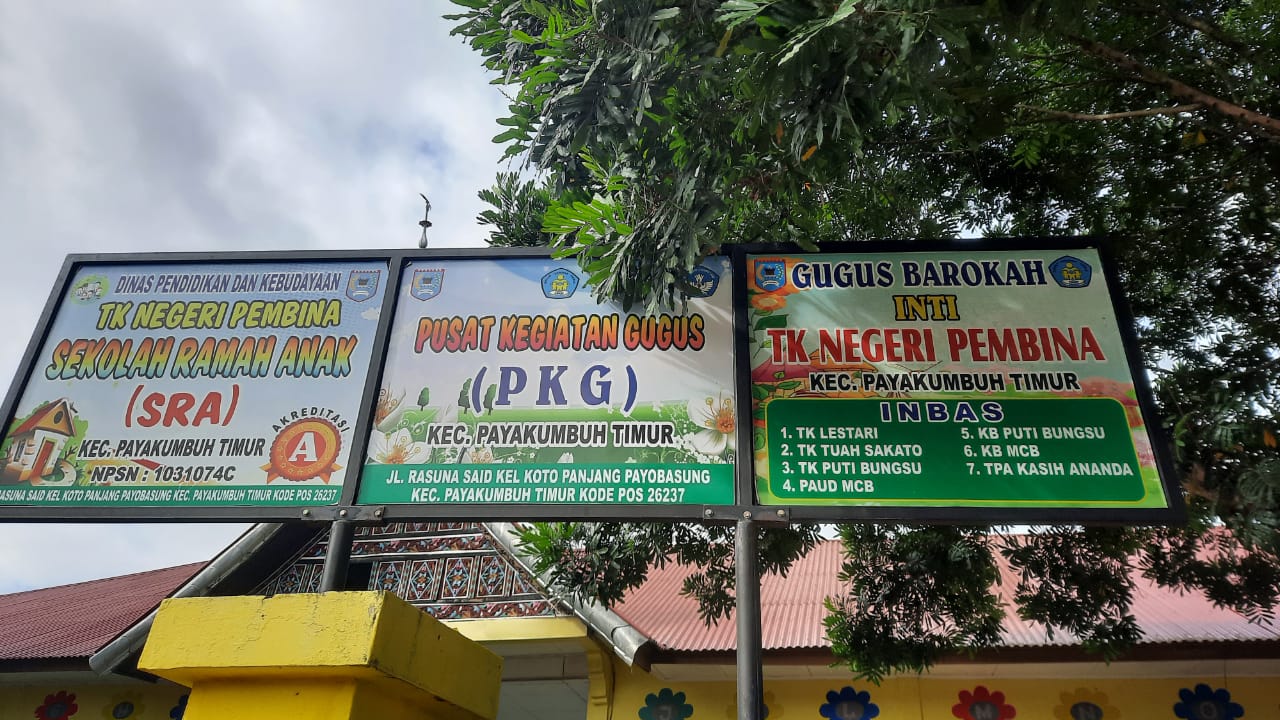 DINAS PENDIDIKAN DAN KEBUDAYAAN
TK NEGERI PEMBINA
SEKOLAH RAMAH ANAK
(SRA)
KEC. PAYAKUMBUH TIMUR
NPSN : 1031074C
AKREDITASI
A
RASUNA SAID KEL KOTO PANJANG PAYOBASUNG KEC. PAYAKUMBUH TIMUR KODE POS 26237
PUSAT KEGIATAN GUGUS
(PKG)
KEC. PAYAKUMBUH TIMUR
JL. RASUNA SAID KEL KOTO PANJANG PAYOBASUNG
KEC. PAYAKUMBUH TIMUR KODE POS 26237
GUGUS BAROKAH
INTI
TK NEGERI PEMBINA
KEC. PAYAKUMBUH TIMUR
INBAS
1. TK LESTARI
2. TK TUAH SAKATO
3. TK PUTI BUNGSU
4. PAUD MCB
5. KB PUTI BUNGSU
6. KB MCB
7. TPA KASIH ANANDA
J L M N O